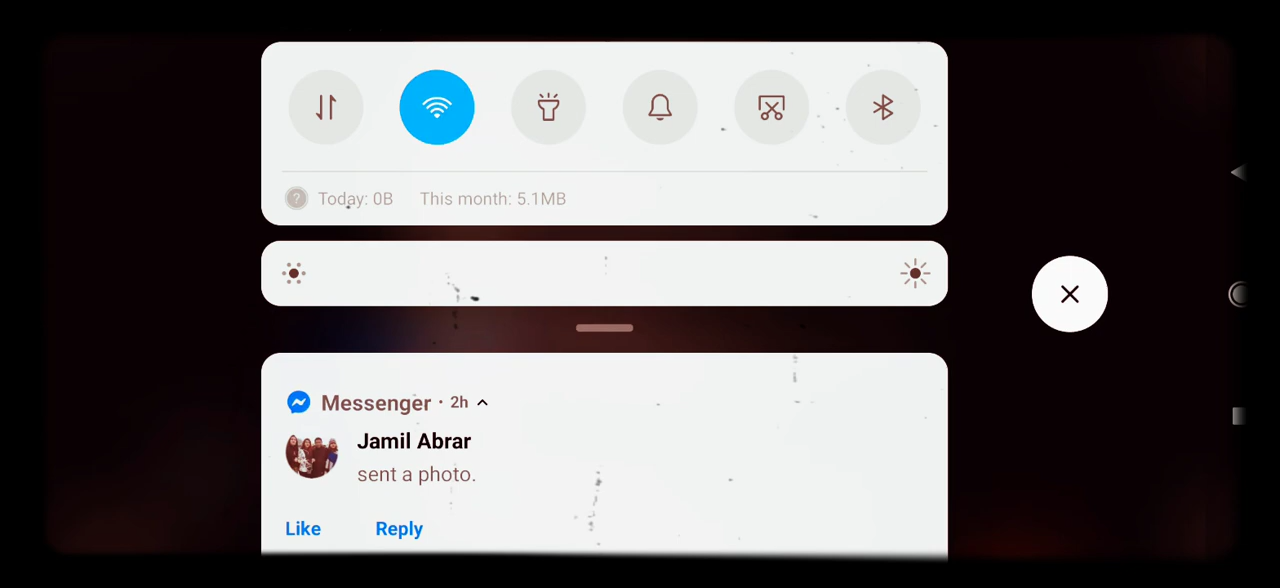 Today: 0B This month: 5.1MB
Messenger · 2h
Jamil Abrar
sent a photo.
Like Reply